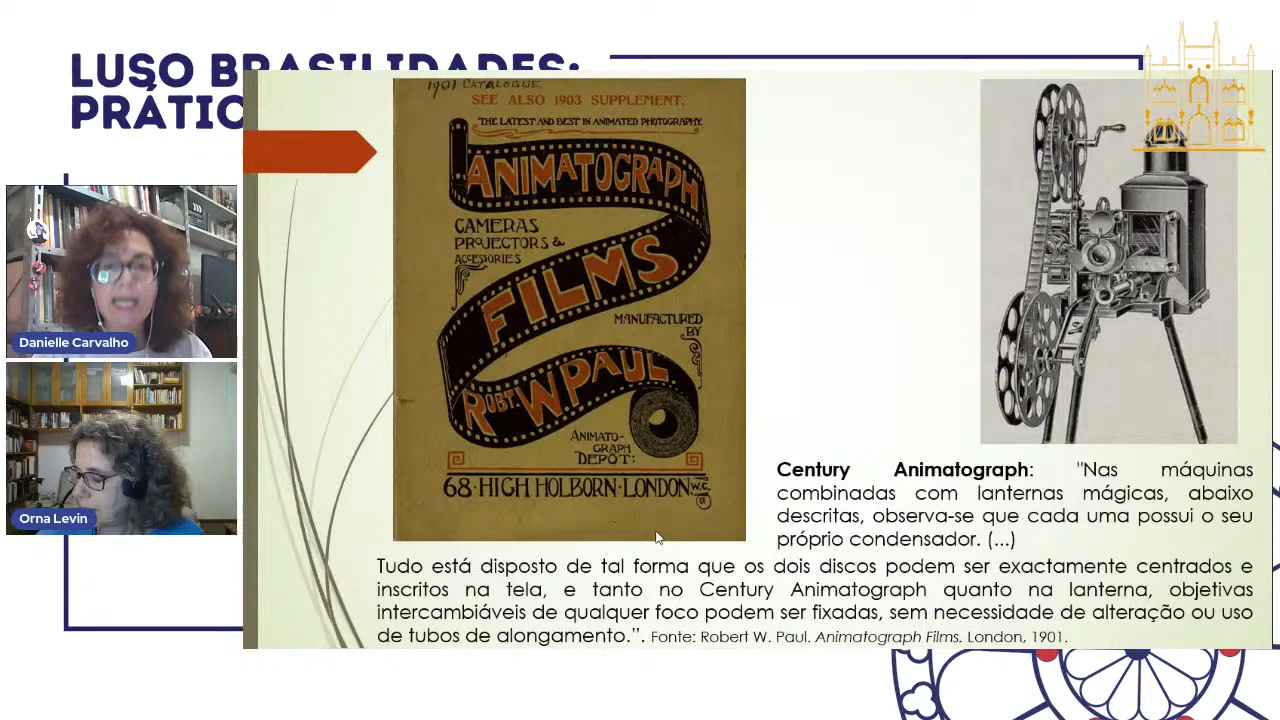 LUSO BRASILIDADES:
PRÁTIC
Danielle Carvalho
Orna Levin
1901 CATALOGUE.
SEE ALSO 1903 SUPPLEMENT.
THE LATEST AND BEST IN ANIMATED PHOTOGRAPHY.
ANIMATOGRAPH
CAMERAS
PROJECTORS &
ACCESSORIES
FILMS
MANUFACTURED
BY
ROBT. W. PAUL
ANIMATO-
GRAPH
DEPÔT:
68·HIGH HOLBORN·LONDON W.C.
Century Animatograph: "Nas máquinas
combinadas com lanternas mágicas, abaixo
descritas, observa-se que cada uma possui o seu
próprio condensador. (...)
Tudo está disposto de tal forma que os dois discos podem ser exactamente centrados e
inscritos na tela, e tanto no Century Animatograph quanto na lanterna, objetivas
intercambiáveis de qualquer foco podem ser fixadas, sem necessidade de alteração ou uso
de tubos de alongamento.". Fonte: Robert W. Paul. Animatograph Films. London, 1901.